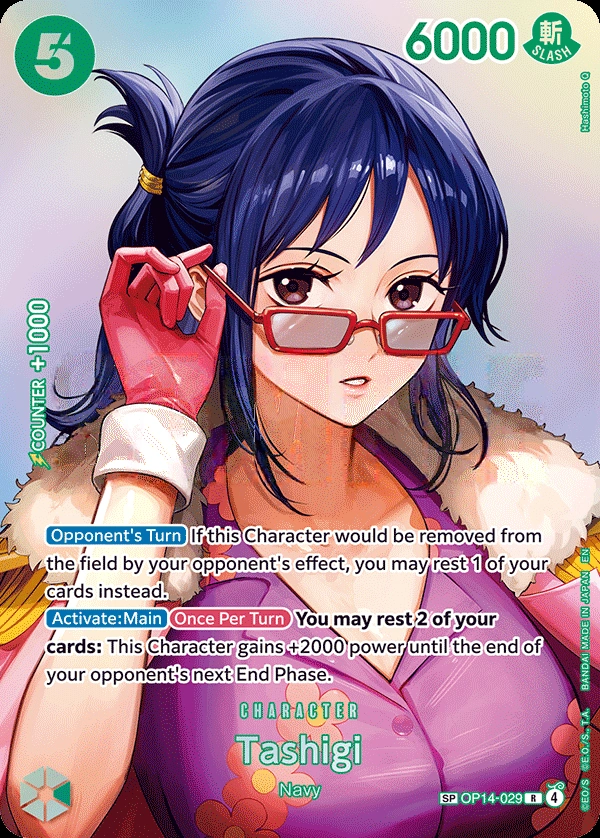 5
6000
斬
SLASH
Hashimoto Q
COUNTER +1000
Opponent's Turn If this Character would be removed from
the field by your opponent's effect, you may rest 1 of your
cards instead.
Activate:Main Once Per Turn You may rest 2 of your
cards: This Character gains +2000 power until the end of
your opponent's next End Phase.
CHARACTER
Tashigi
Navy
SP OP14-029 R 4
©E.O/S ©E.O./S., T.A. BANDAI MADE IN JAPAN EN